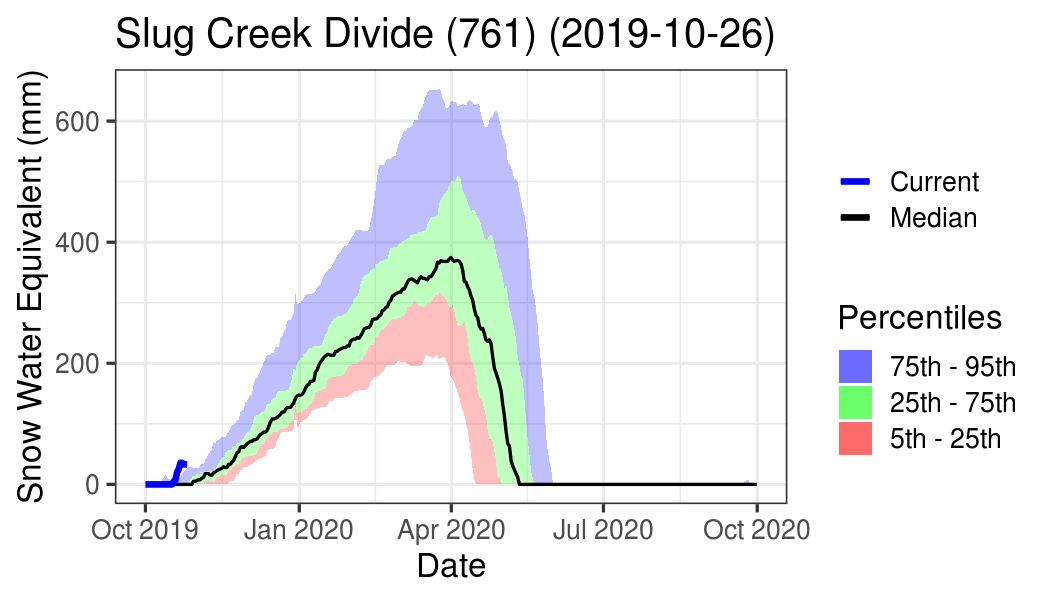 Slug Creek Divide (761) (2019-10-26)
Snow Water Equivalent (mm)
600
400
200
0
Oct 2019
Jan 2020
Apr 2020
Jul 2020
Oct 2020
Date
Current
Median
Percentiles
75th - 95th
25th - 75th
5th - 25th